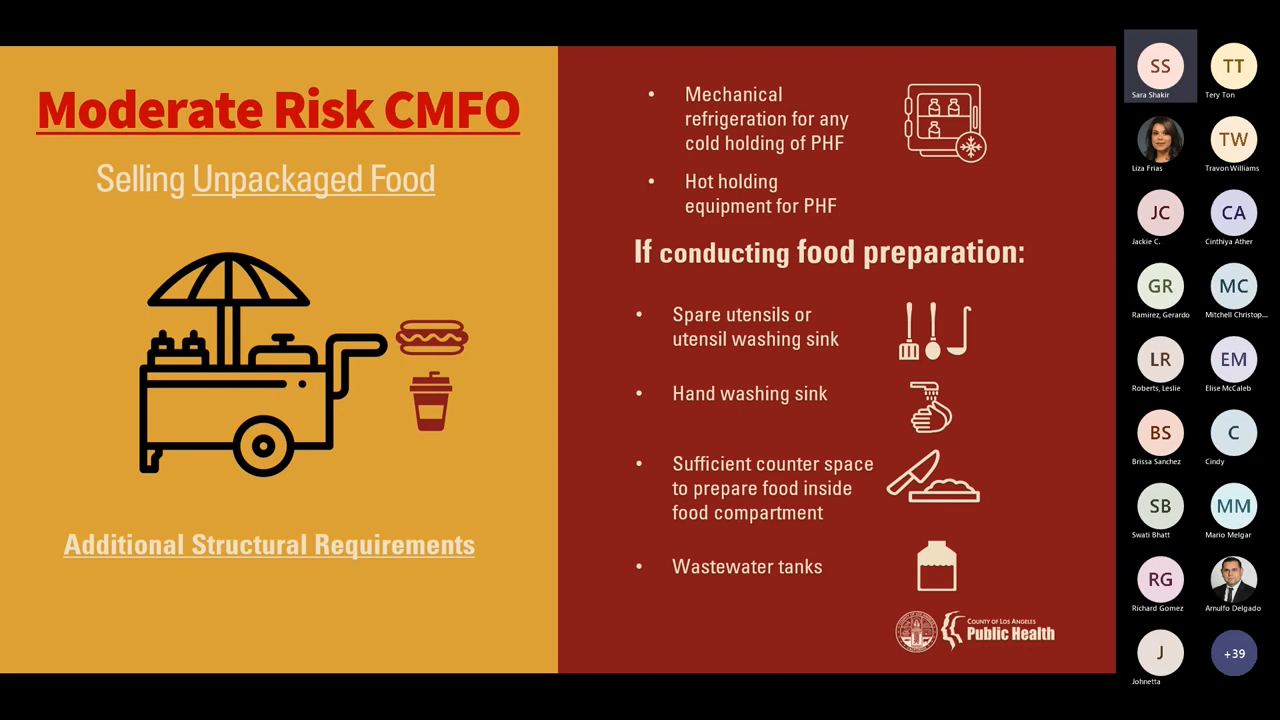 Moderate Risk CMFO
Selling Unpackaged Food
Additional Structural Requirements
• Mechanical
refrigeration for any
cold holding of PHF
• Hot holding
equipment for PHF
If conducting food preparation:
• Spare utensils or
utensil washing sink
• Hand washing sink
• Sufficient counter space
to prepare food inside
food compartment
• Wastewater tanks
COUNTY OF LOS ANGELES
Public Health
SS
Sara Shakir
TT
Tery Ton
Liza Frias
TW
Travon Williams
JC
Jackie C.
CA
Cinthiya Ather
GR
Ramirez, Gerardo
MC
Mitchell Christop...
LR
Roberts, Leslie
EM
Elise McCaleb
BS
Brissa Sanchez
C
Cindy
SB
Swati Bhatt
MM
Mario Melgar
RG
Richard Gomez
Arnulfo Delgado
J
Johnetta
+39